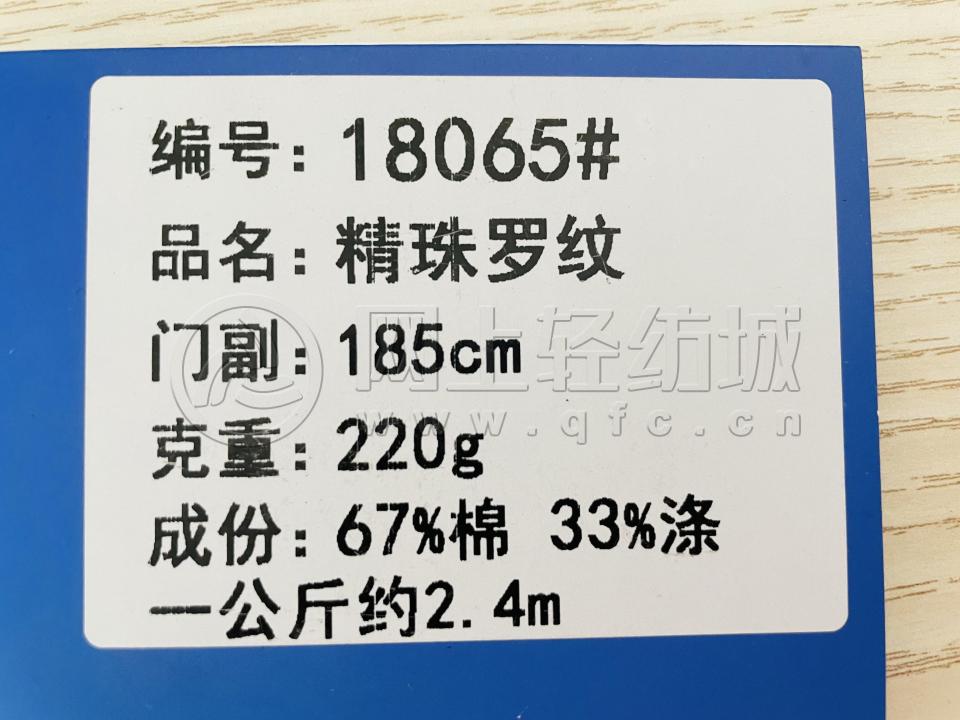 编号：18065#
品名：精珠罗纹
门副：185cm
网上轻纺城
www.qfc.cn
克重：220g
成份：67%棉 33%涤
一公斤约2.4m